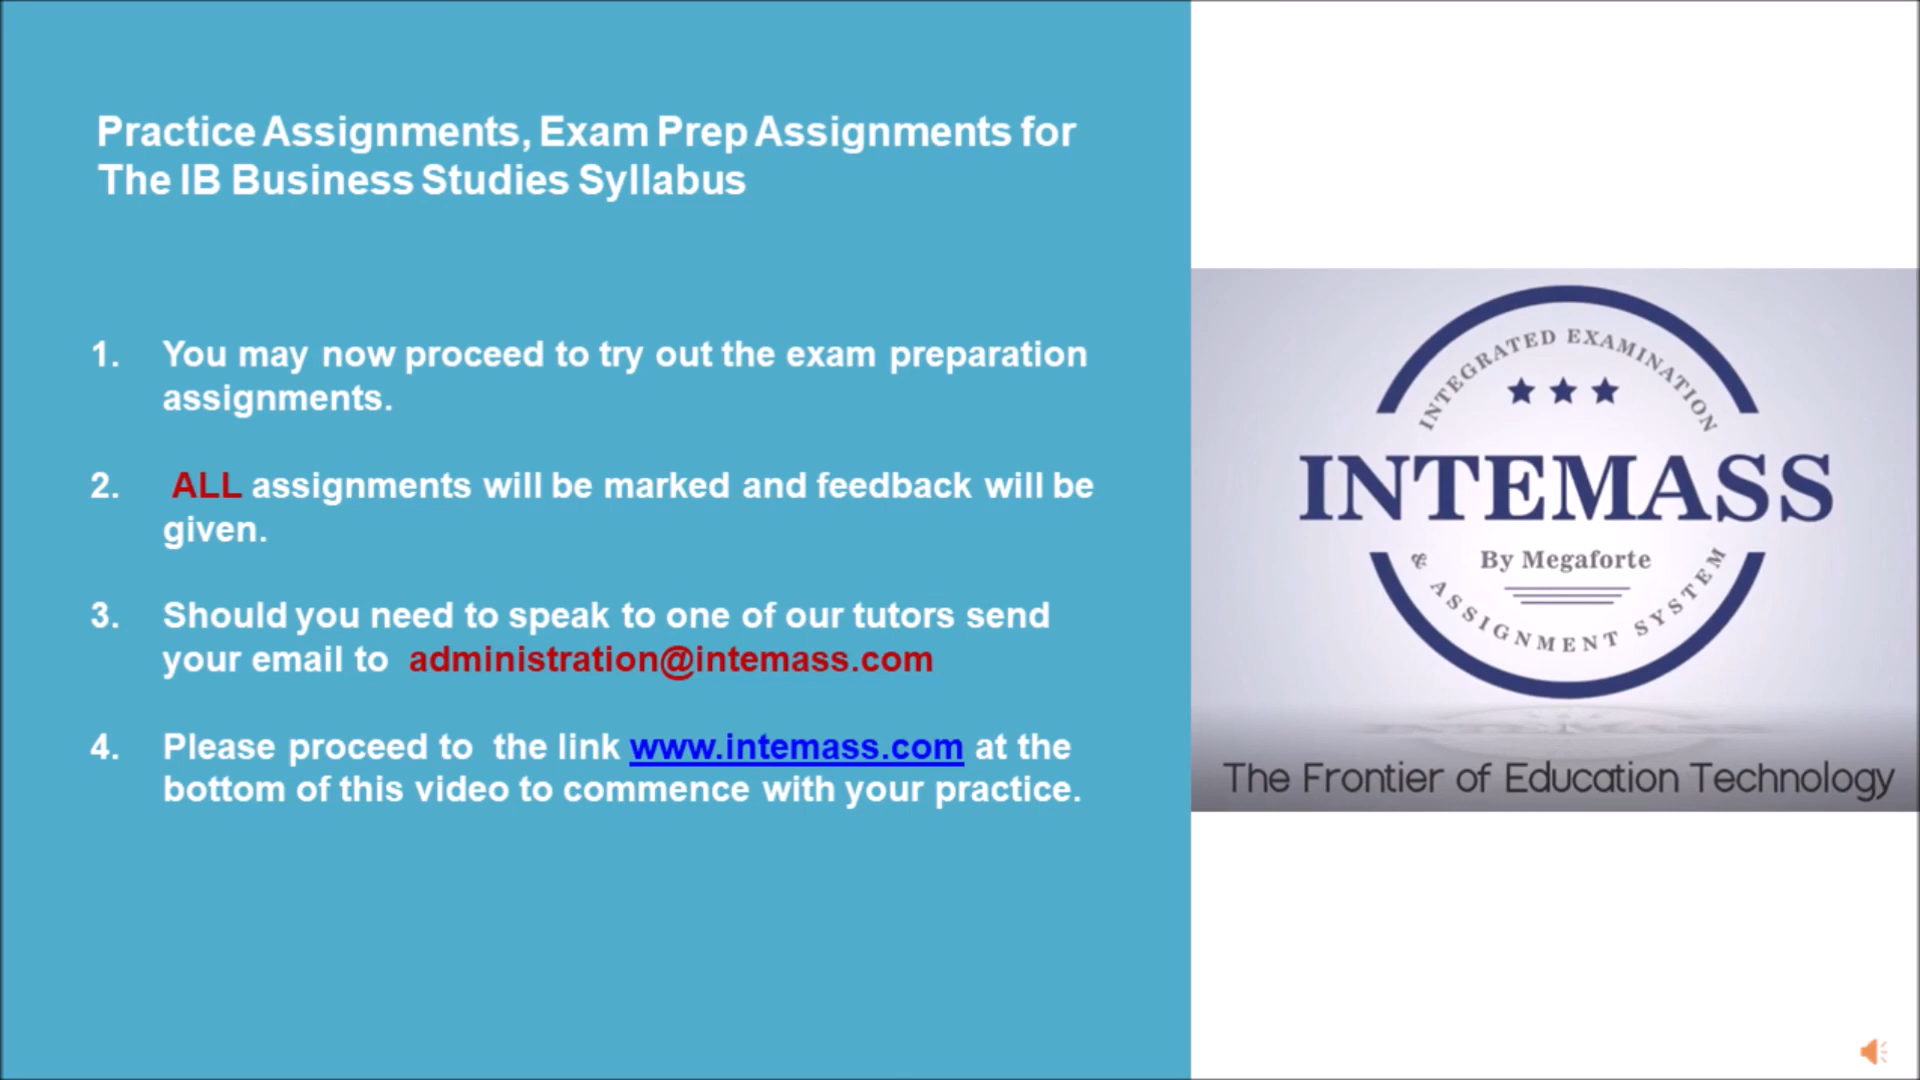 Practice Assignments, Exam Prep Assignments for
The IB Business Studies Syllabus
1. You may now proceed to try out the exam preparation
assignments.
2. ALL assignments will be marked and feedback will be
given.
3. Should you need to speak to one of our tutors send
your email to administration@intemass.com
4. Please proceed to the link www.intemass.com at the
bottom of this video to commence with your practice.
INTEGRATED EXAMINATION
INTEMASS
By Megaforte
& ASSIGNMENT SYSTEM
The Frontier of Education Technology